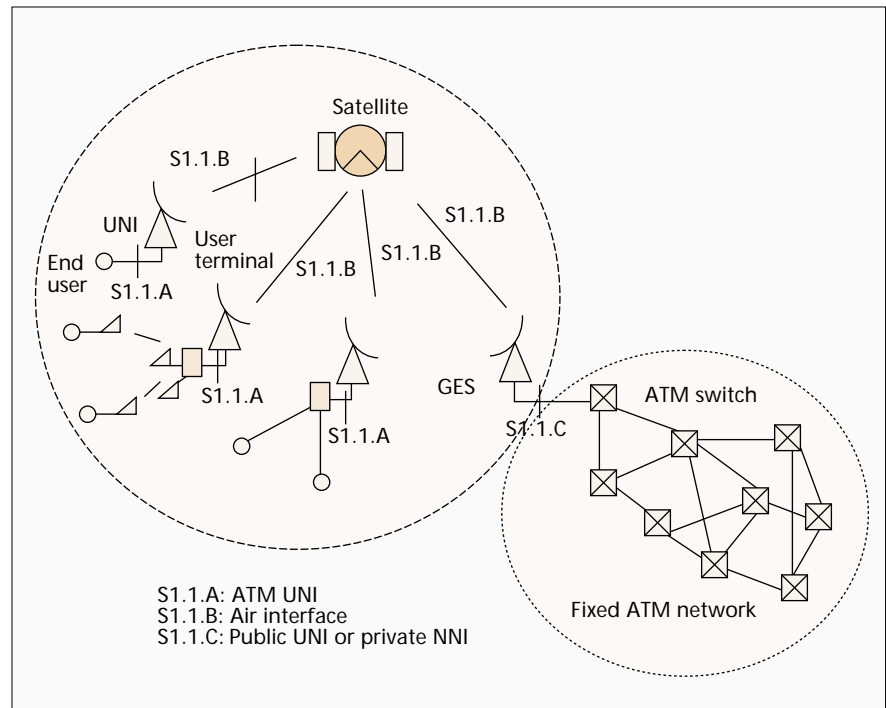 Satellite
S1.1.B
S1.1.B
UNI
User
terminal
S1.1.B
S1.1.B
End
user
S1.1.A
GES
S1.1.A
ATM switch
S1.1.A
S1.1.C
Fixed ATM network
S1.1.A: ATM UNI
S1.1.B: Air interface
S1.1.C: Public UNI or private NNI